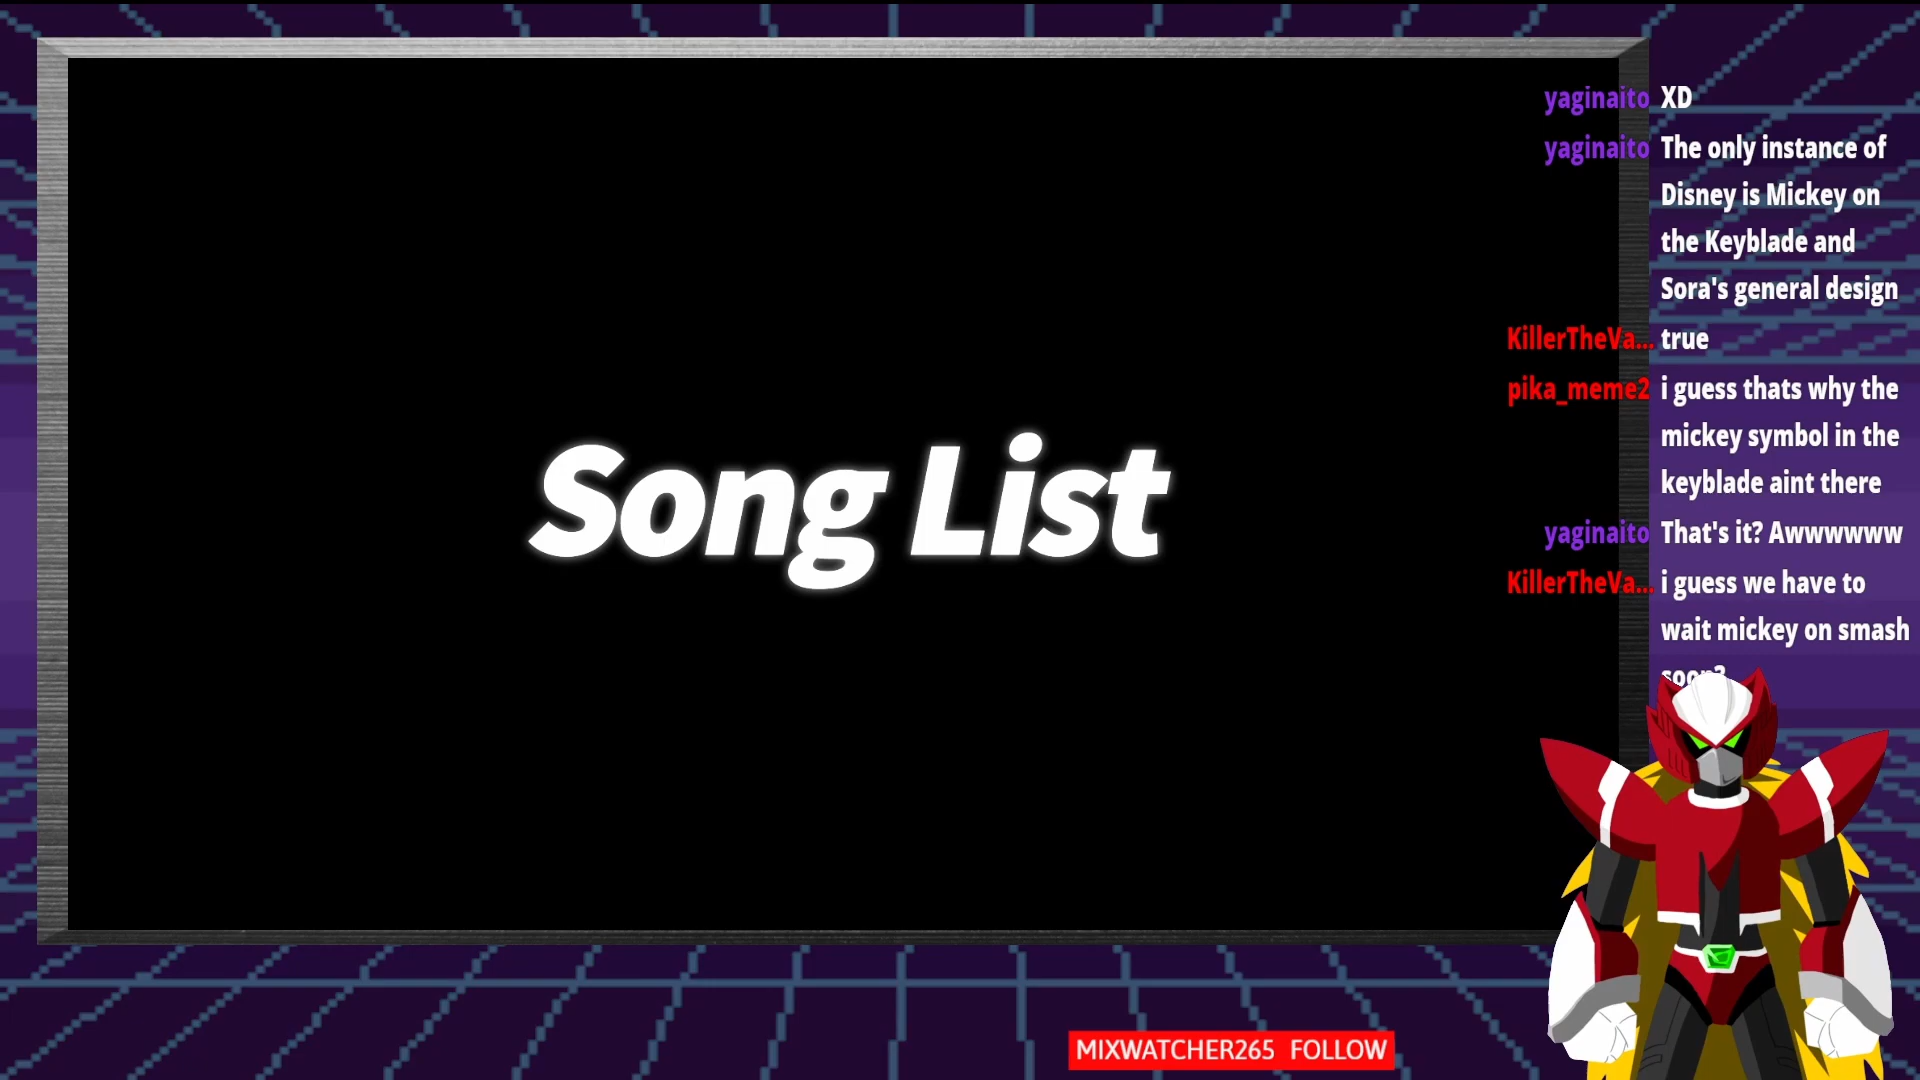 yaginaito XD
yaginaito The only instance of
Disney is Mickey on
the Keyblade and
Sora's general design
KillerTheVa... true
pika_meme2 i guess thats why the
mickey symbol in the
keyblade aint there
yaginaito That's it? Awwwwww
KillerTheVa... i guess we have to
wait mickey on smash
soon?
Song List
MIXWATCHER265 FOLLOW